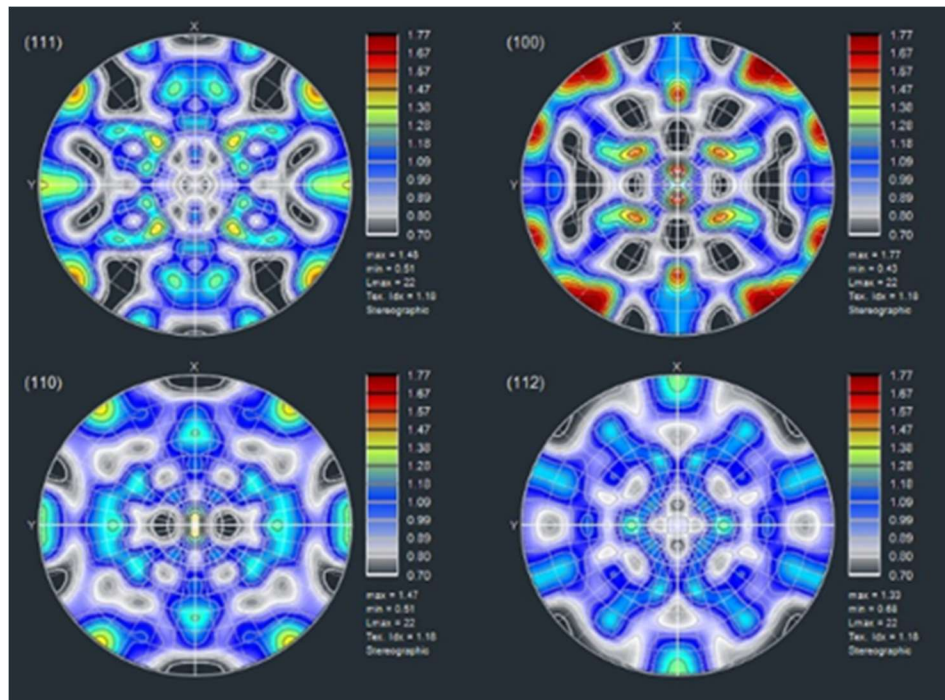 (111)
X
Y
1.77
1.67
1.57
1.47
1.38
1.28
1.18
1.09
0.99
0.89
0.80
0.70
max = 1.48
min = 0.51
Lmax = 22
Tex. Idx = 1.18
Stereographic
(100)
X
Y
1.77
1.67
1.57
1.47
1.38
1.28
1.18
1.09
0.99
0.89
0.80
0.70
max = 1.77
min = 0.43
Lmax = 22
Tex. Idx = 1.18
Stereographic
(110)
X
Y
1.77
1.67
1.57
1.47
1.38
1.28
1.18
1.09
0.99
0.89
0.80
0.70
max = 1.47
min = 0.51
Lmax = 22
Tex. Idx = 1.18
Stereographic
(112)
X
Y
1.77
1.67
1.57
1.47
1.38
1.28
1.18
1.09
0.99
0.89
0.80
0.70
max = 1.33
min = 0.68
Lmax = 22
Tex. Idx = 1.18
Stereographic